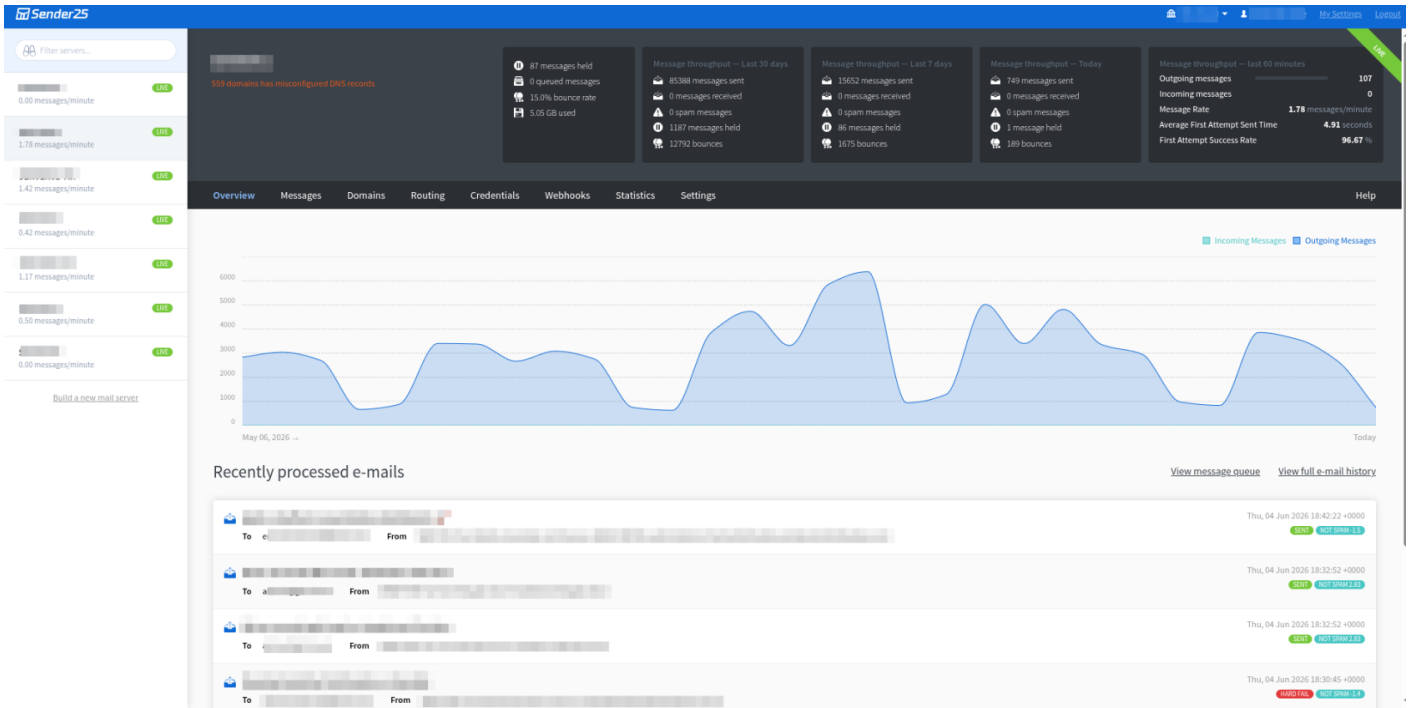 Sender25
My Settings Logout
Filter servers...
LIVE
0.00 messages/minute
LIVE
1.78 messages/minute
LIVE
1.42 messages/minute
LIVE
0.42 messages/minute
LIVE
1.17 messages/minute
LIVE
0.50 messages/minute
LIVE
0.00 messages/minute
Build a new mail server
559 domains has misconfigured DNS records
87 messages held
0 queued messages
15.0% bounce rate
5.05 GB used
Message throughput — Last 30 days
85388 messages sent
0 messages received
0 spam messages
1187 messages held
12792 bounces
Message throughput — Last 7 days
15652 messages sent
0 messages received
0 spam messages
86 messages held
1675 bounces
Message throughput — Today
749 messages sent
0 messages received
0 spam messages
1 message held
189 bounces
Message throughput — last 60 minutes
Outgoing messages 107
Incoming messages 0
Message Rate 1.78 messages/minute
Average First Attempt Sent Time 4.91 seconds
First Attempt Success Rate 96.67 %
LIVE
Overview Messages Domains Routing Credentials Webhooks Statistics Settings Help
Incoming Messages Outgoing Messages
6000
5000
4000
3000
2000
1000
0
May 06, 2026 → Today
Recently processed e-mails
View message queue View full e-mail history
Thu, 04 Jun 2026 18:42:22 +0000
To From
SENT NOT SPAM -1.5
Thu, 04 Jun 2026 18:32:52 +0000
To From
SENT NOT SPAM 2.83
Thu, 04 Jun 2026 18:32:52 +0000
To From
SENT NOT SPAM 2.83
Thu, 04 Jun 2026 18:30:45 +0000
To From
HARD FAIL NOT SPAM -1.4